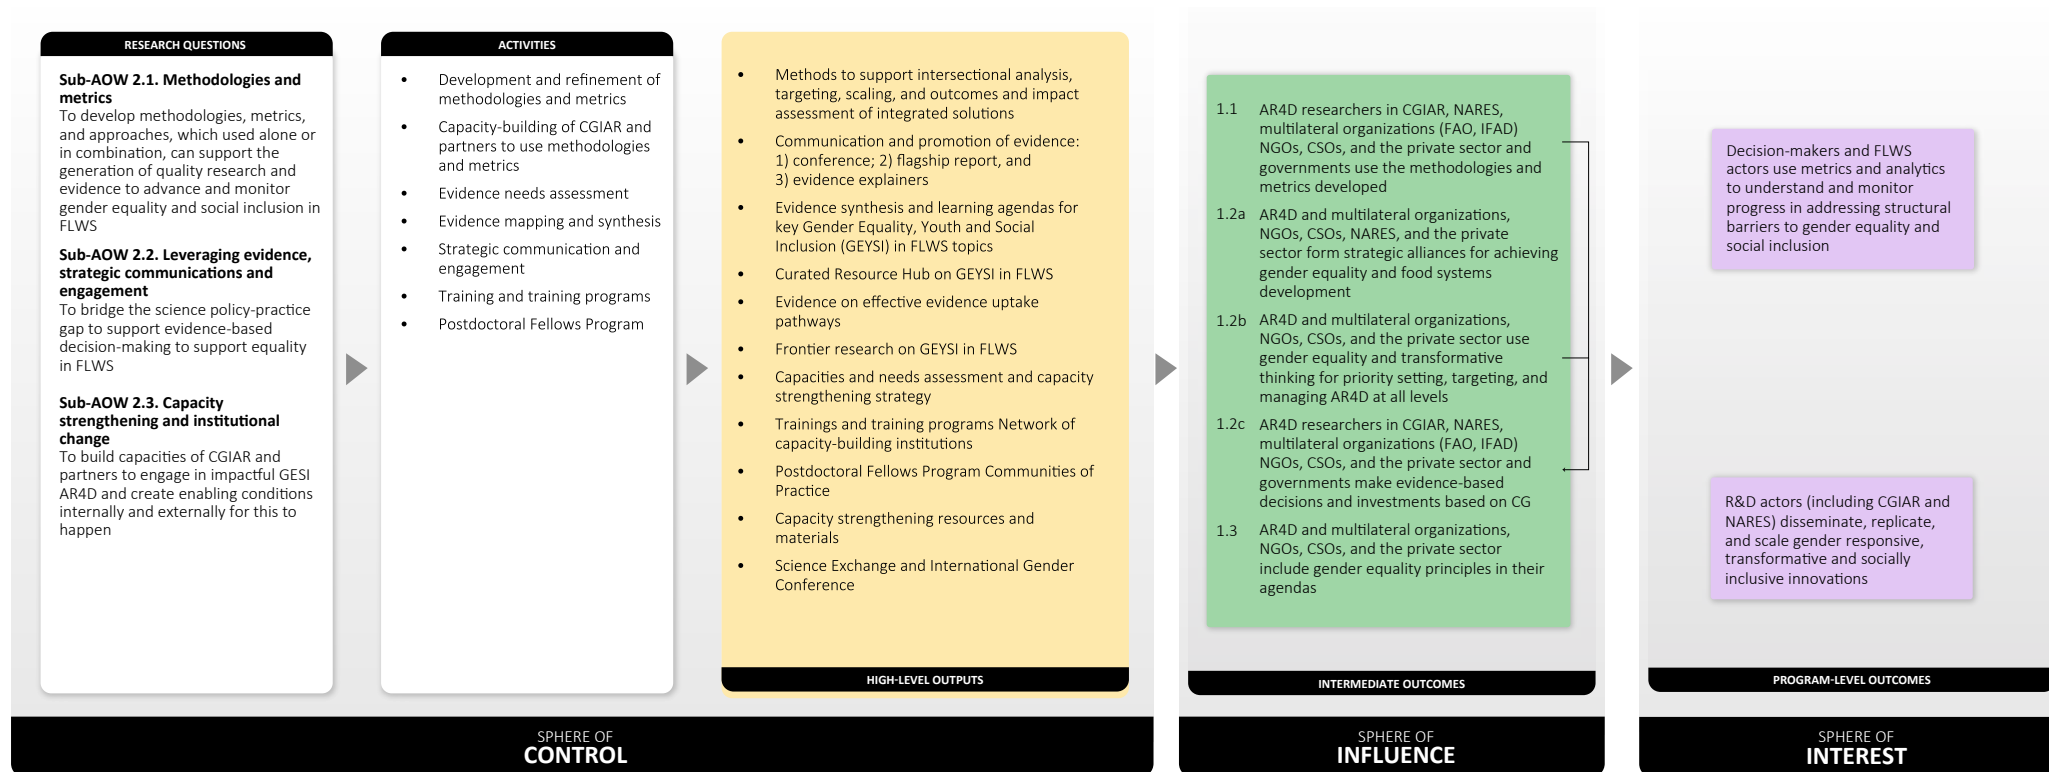 RESEARCH QUESTIONS
Sub-AOW 2.1. Methodologies and
metrics
To develop methodologies, metrics,
and approaches, which used alone or
in combination, can support the
generation of quality research and
evidence to advance and monitor
gender equality and social inclusion in
FLWS
Sub-AOW 2.2. Leveraging evidence,
strategic communications and
engagement
To bridge the science policy-practice
gap to support evidence-based
decision-making to support equality
in FLWS
Sub-AOW 2.3. Capacity
strengthening and institutional
change
To build capacities of CGIAR and
partners to engage in impactful GESI
AR4D and create enabling conditions
internally and externally for this to
happen
ACTIVITIES
• Development and refinement of
methodologies and metrics
• Capacity-building of CGIAR and
partners to use methodologies
and metrics
• Evidence needs assessment
• Evidence mapping and synthesis
• Strategic communication and
engagement
• Training and training programs
• Postdoctoral Fellows Program
• Methods to support intersectional analysis,
targeting, scaling, and outcomes and impact
assessment of integrated solutions
• Communication and promotion of evidence:
1) conference; 2) flagship report, and
3) evidence explainers
• Evidence synthesis and learning agendas for
key Gender Equality, Youth and Social
Inclusion (GEYSI) in FLWS topics
• Curated Resource Hub on GEYSI in FLWS
• Evidence on effective evidence uptake
pathways
• Frontier research on GEYSI in FLWS
• Capacities and needs assessment and capacity
strengthening strategy
• Trainings and training programs Network of
capacity-building institutions
• Postdoctoral Fellows Program Communities of
Practice
• Capacity strengthening resources and
materials
• Science Exchange and International Gender
Conference
HIGH-LEVEL OUTPUTS
SPHERE OF
CONTROL
1.1 AR4D researchers in CGIAR, NARES,
multilateral organizations (FAO, IFAD)
NGOs, CSOs, and the private sector and
governments use the methodologies and
metrics developed
1.2a AR4D and multilateral organizations,
NGOs, CSOs, NARES, and the private
sector form strategic alliances for achieving
gender equality and food systems
development
1.2b AR4D and multilateral organizations,
NGOs, CSOs, and the private sector use
gender equality and transformative
thinking for priority setting, targeting, and
managing AR4D at all levels
1.2c AR4D researchers in CGIAR, NARES,
multilateral organizations (FAO, IFAD)
NGOs, CSOs, and the private sector and
governments make evidence-based
decisions and investments based on CG
1.3 AR4D and multilateral organizations,
NGOs, CSOs, and the private sector
include gender equality principles in their
agendas
INTERMEDIATE OUTCOMES
SPHERE OF
INFLUENCE
Decision-makers and FLWS
actors use metrics and analytics
to understand and monitor
progress in addressing structural
barriers to gender equality and
social inclusion
R&D actors (including CGIAR and
NARES) disseminate, replicate,
and scale gender responsive,
transformative and socially
inclusive innovations
PROGRAM-LEVEL OUTCOMES
SPHERE OF
INTEREST